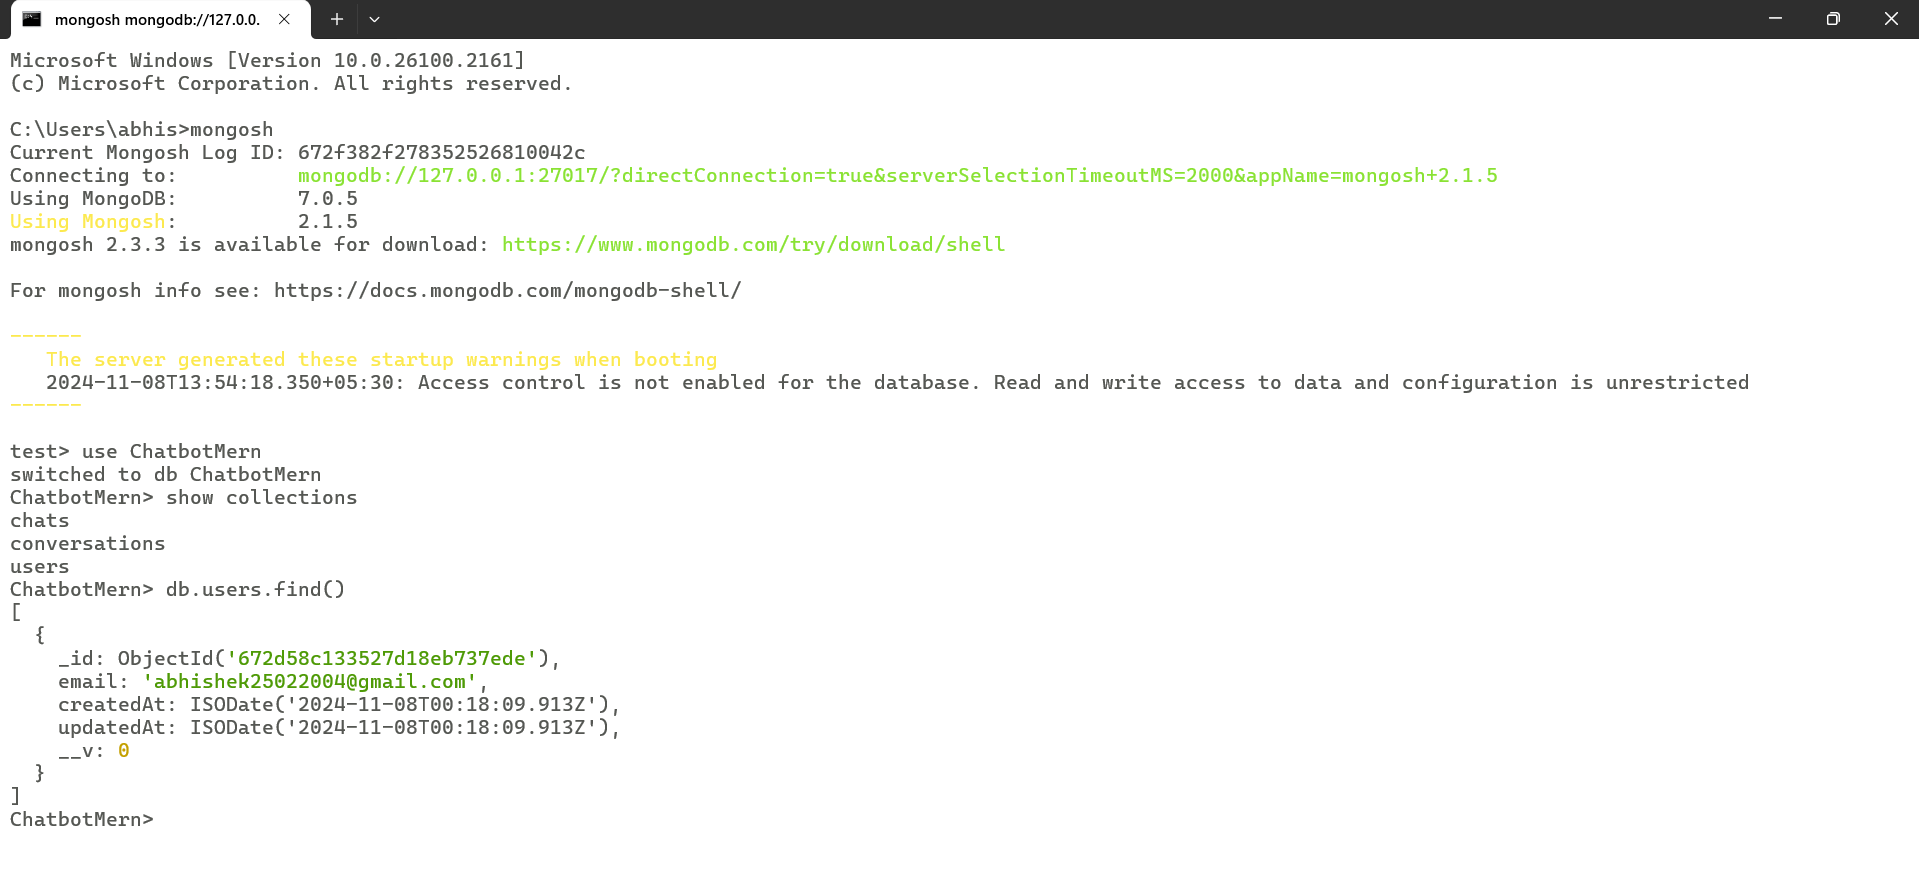 mongosh mongodb://127.0.0.
Microsoft Windows [Version 10.0.26100.2161]
(c) Microsoft Corporation. All rights reserved.
C:\Users\abhis>mongosh
Current Mongosh Log ID: 672f382f278352526810042c
Connecting to:          mongodb://127.0.0.1:27017/?directConnection=true&serverSelectionTimeoutMS=2000&appName=mongosh+2.1.5
Using MongoDB:          7.0.5
Using Mongosh:          2.1.5
mongosh 2.3.3 is available for download: https://www.mongodb.com/try/download/shell
For mongosh info see: https://docs.mongodb.com/mongodb-shell/
------
   The server generated these startup warnings when booting
   2024-11-08T13:54:18.350+05:30: Access control is not enabled for the database. Read and write access to data and configuration is unrestricted
------
test> use ChatbotMern
switched to db ChatbotMern
ChatbotMern> show collections
chats
conversations
users
ChatbotMern> db.users.find()
[
  {
    _id: ObjectId('672d58c133527d18eb737ede'),
    email: 'abhishek25022004@gmail.com',
    createdAt: ISODate('2024-11-08T00:18:09.913Z'),
    updatedAt: ISODate('2024-11-08T00:18:09.913Z'),
    __v: 0
  }
]
ChatbotMern>